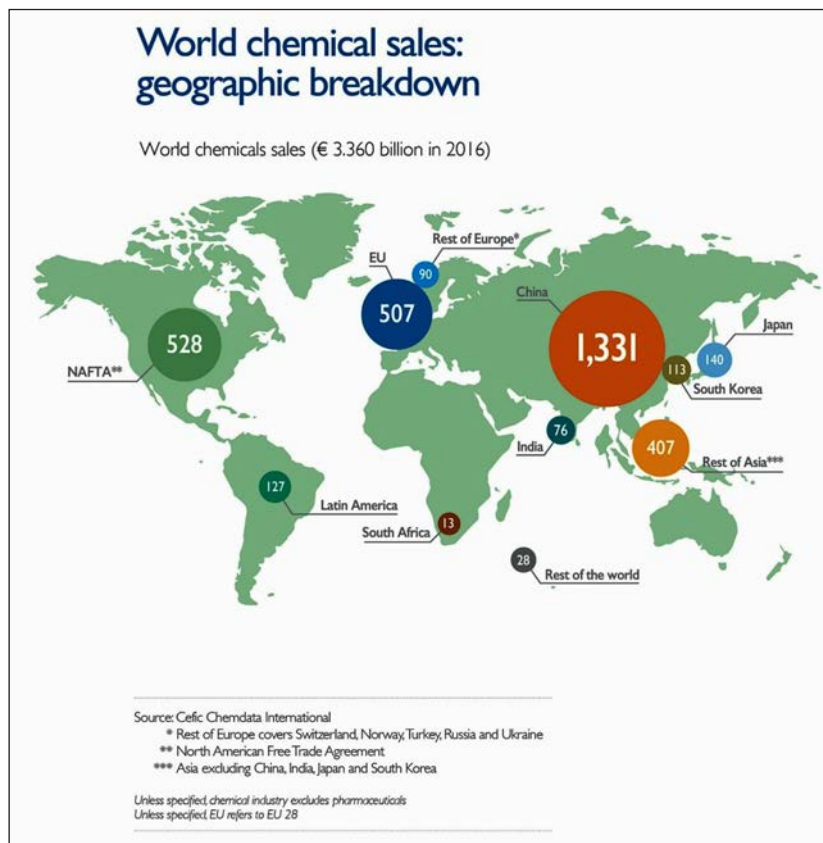 World chemical sales:
geographic breakdown
World chemicals sales (€ 3.360 billion in 2016)
Rest of Europe*
90
EU
507
China
1,331
528
NAFTA**
Japan
140
113
South Korea
76
India
407
Rest of Asia***
127
Latin America
13
South Africa
28
Rest of the world
Source: Cefic Chemdata International
* Rest of Europe covers Switzerland, Norway, Turkey, Russia and Ukraine
** North American Free Trade Agreement
*** Asia excluding China, India, Japan and South Korea
Unless specified, chemical industry excludes pharmaceuticals
Unless specified, EU refers to EU 28